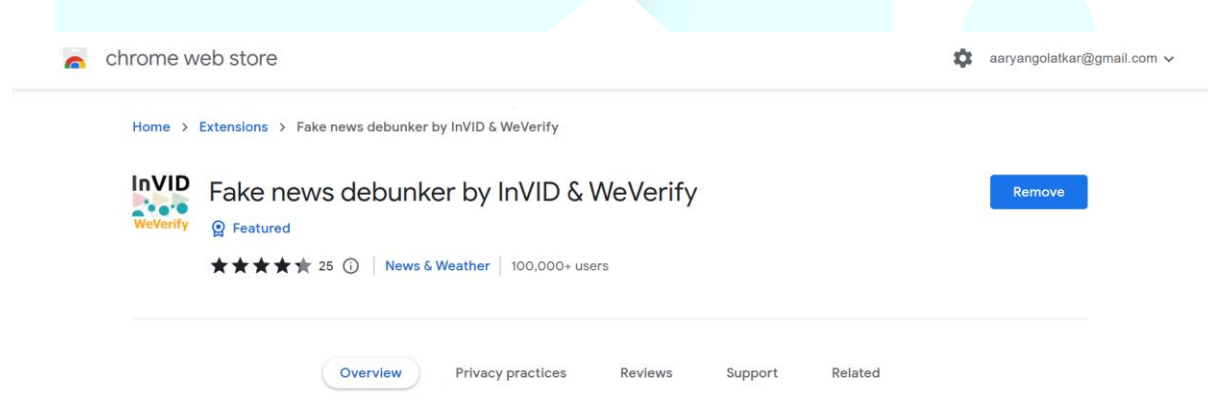 chrome web store
aaryangolatkar@gmail.com
Home > Extensions > Fake news debunker by InVID & WeVerify
InVID
WeVerify
Fake news debunker by InVID & WeVerify
Remove
Featured
25 | News & Weather | 100,000+ users
Overview Privacy practices Reviews Support Related